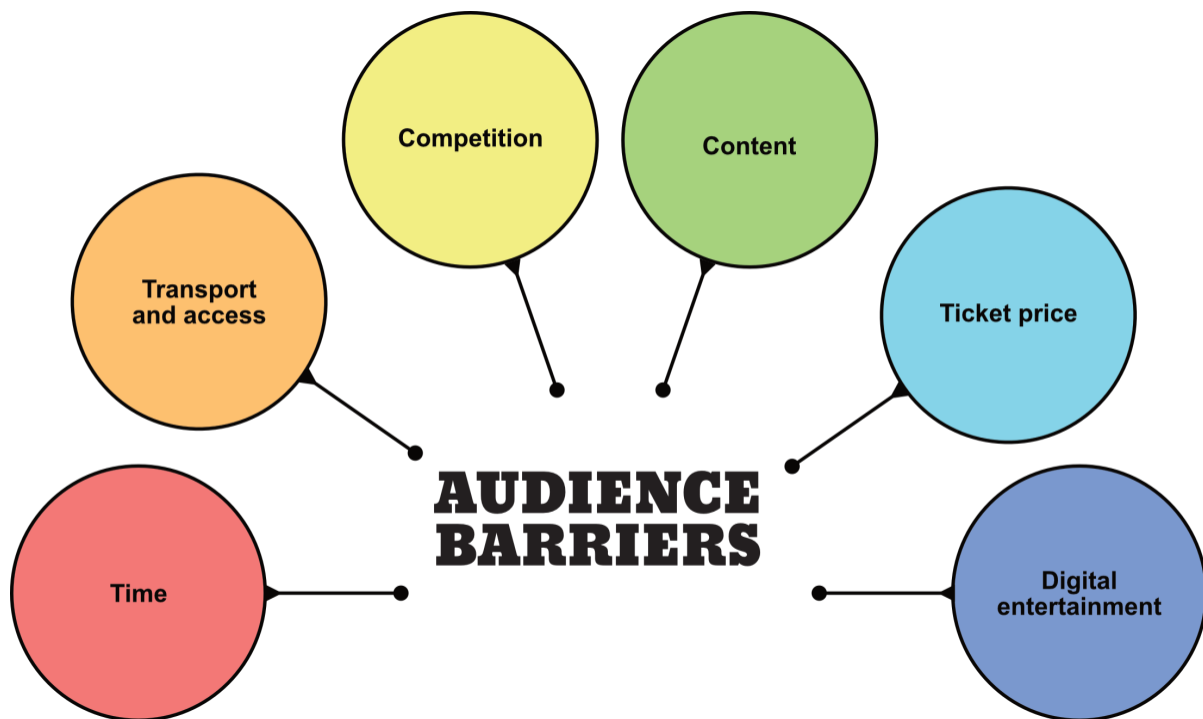 Competition
Content
Transport
and access
Ticket price
AUDIENCE
BARRIERS
Time
Digital
entertainment